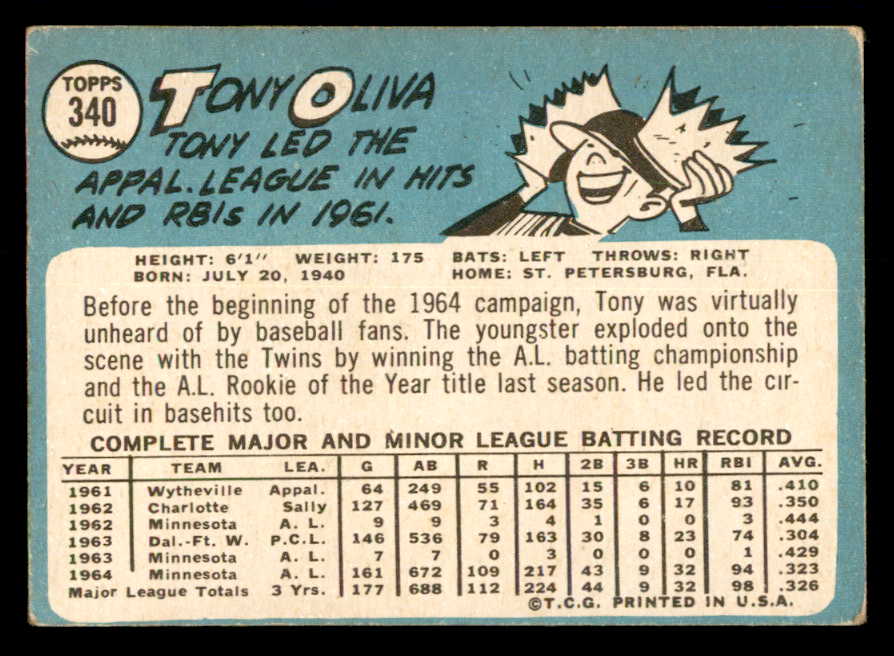 TOPPS
340
TONY OLIVA
TONY LED THE
APPAL. LEAGUE IN HITS
AND RBIs IN 1961.
HEIGHT: 6'1" WEIGHT: 175 BATS: LEFT THROWS: RIGHT
BORN: JULY 20, 1940 HOME: ST. PETERSBURG, FLA.
Before the beginning of the 1964 campaign, Tony was virtually
unheard of by baseball fans. The youngster exploded onto the
scene with the Twins by winning the A.L. batting championship
and the A.L. Rookie of the Year title last season. He led the cir-
cuit in basehits too.
COMPLETE MAJOR AND MINOR LEAGUE BATTING RECORD
YEAR TEAM LEA. G AB R H 2B 3B HR RBI AVG.
1961 Wytheville Appal. 64 249 55 102 15 6 10 81 .410
1962 Charlotte Sally 127 469 71 164 35 6 17 93 .350
1962 Minnesota A. L. 9 9 3 4 1 0 0 3 .444
1963 Dal.-Ft. W. P.C.L. 146 536 79 163 30 8 23 74 .304
1963 Minnesota A. L. 7 7 0 3 0 0 0 1 .429
1964 Minnesota A. L. 161 672 109 217 43 9 32 94 .323
Major League Totals 3 Yrs. 177 688 112 224 44 9 32 98 .326
©T.C.G. PRINTED IN U.S.A.